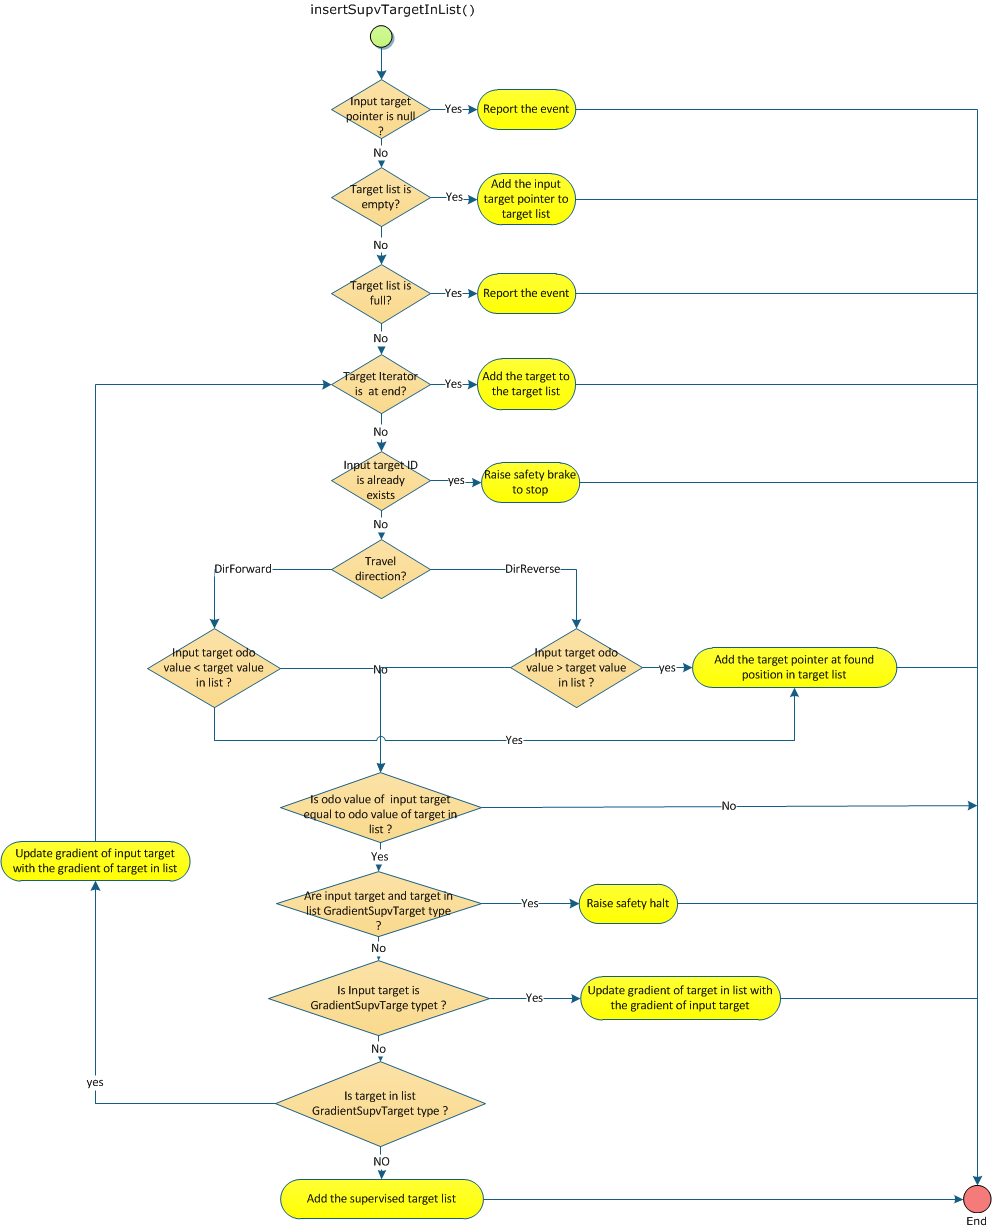 insertSupvTargetInList()
Input target
pointer is null
?
Yes
Report the event
No
Target list is
empty?
Yes
Add the input
target pointer to
target list
No
Target list is
full?
Yes
Report the event
No
Target Iterator
is at end?
Yes
Add the target to
the target list
No
Input target ID
is already
exists
yes
Raise safety brake
to stop
No
Travel
direction?
DirForward
DirReverse
Input target odo
value < target value
in list ?
No
Input target odo
value > target value
in list ?
yes
Add the target pointer at found
position in target list
Yes
Is odo value of input target
equal to odo value of target in
list ?
No
Yes
Update gradient of input target
with the gradient of target in list
Are input target and target in
list GradientSupvTarget type
?
Yes
Raise safety halt
No
Is Input target is
GradientSupvTarge typet ?
Yes
Update gradient of target in list with
the gradient of input target
No
yes
Is target in list
GradientSupvTarget type ?
NO
Add the supervised target list
End